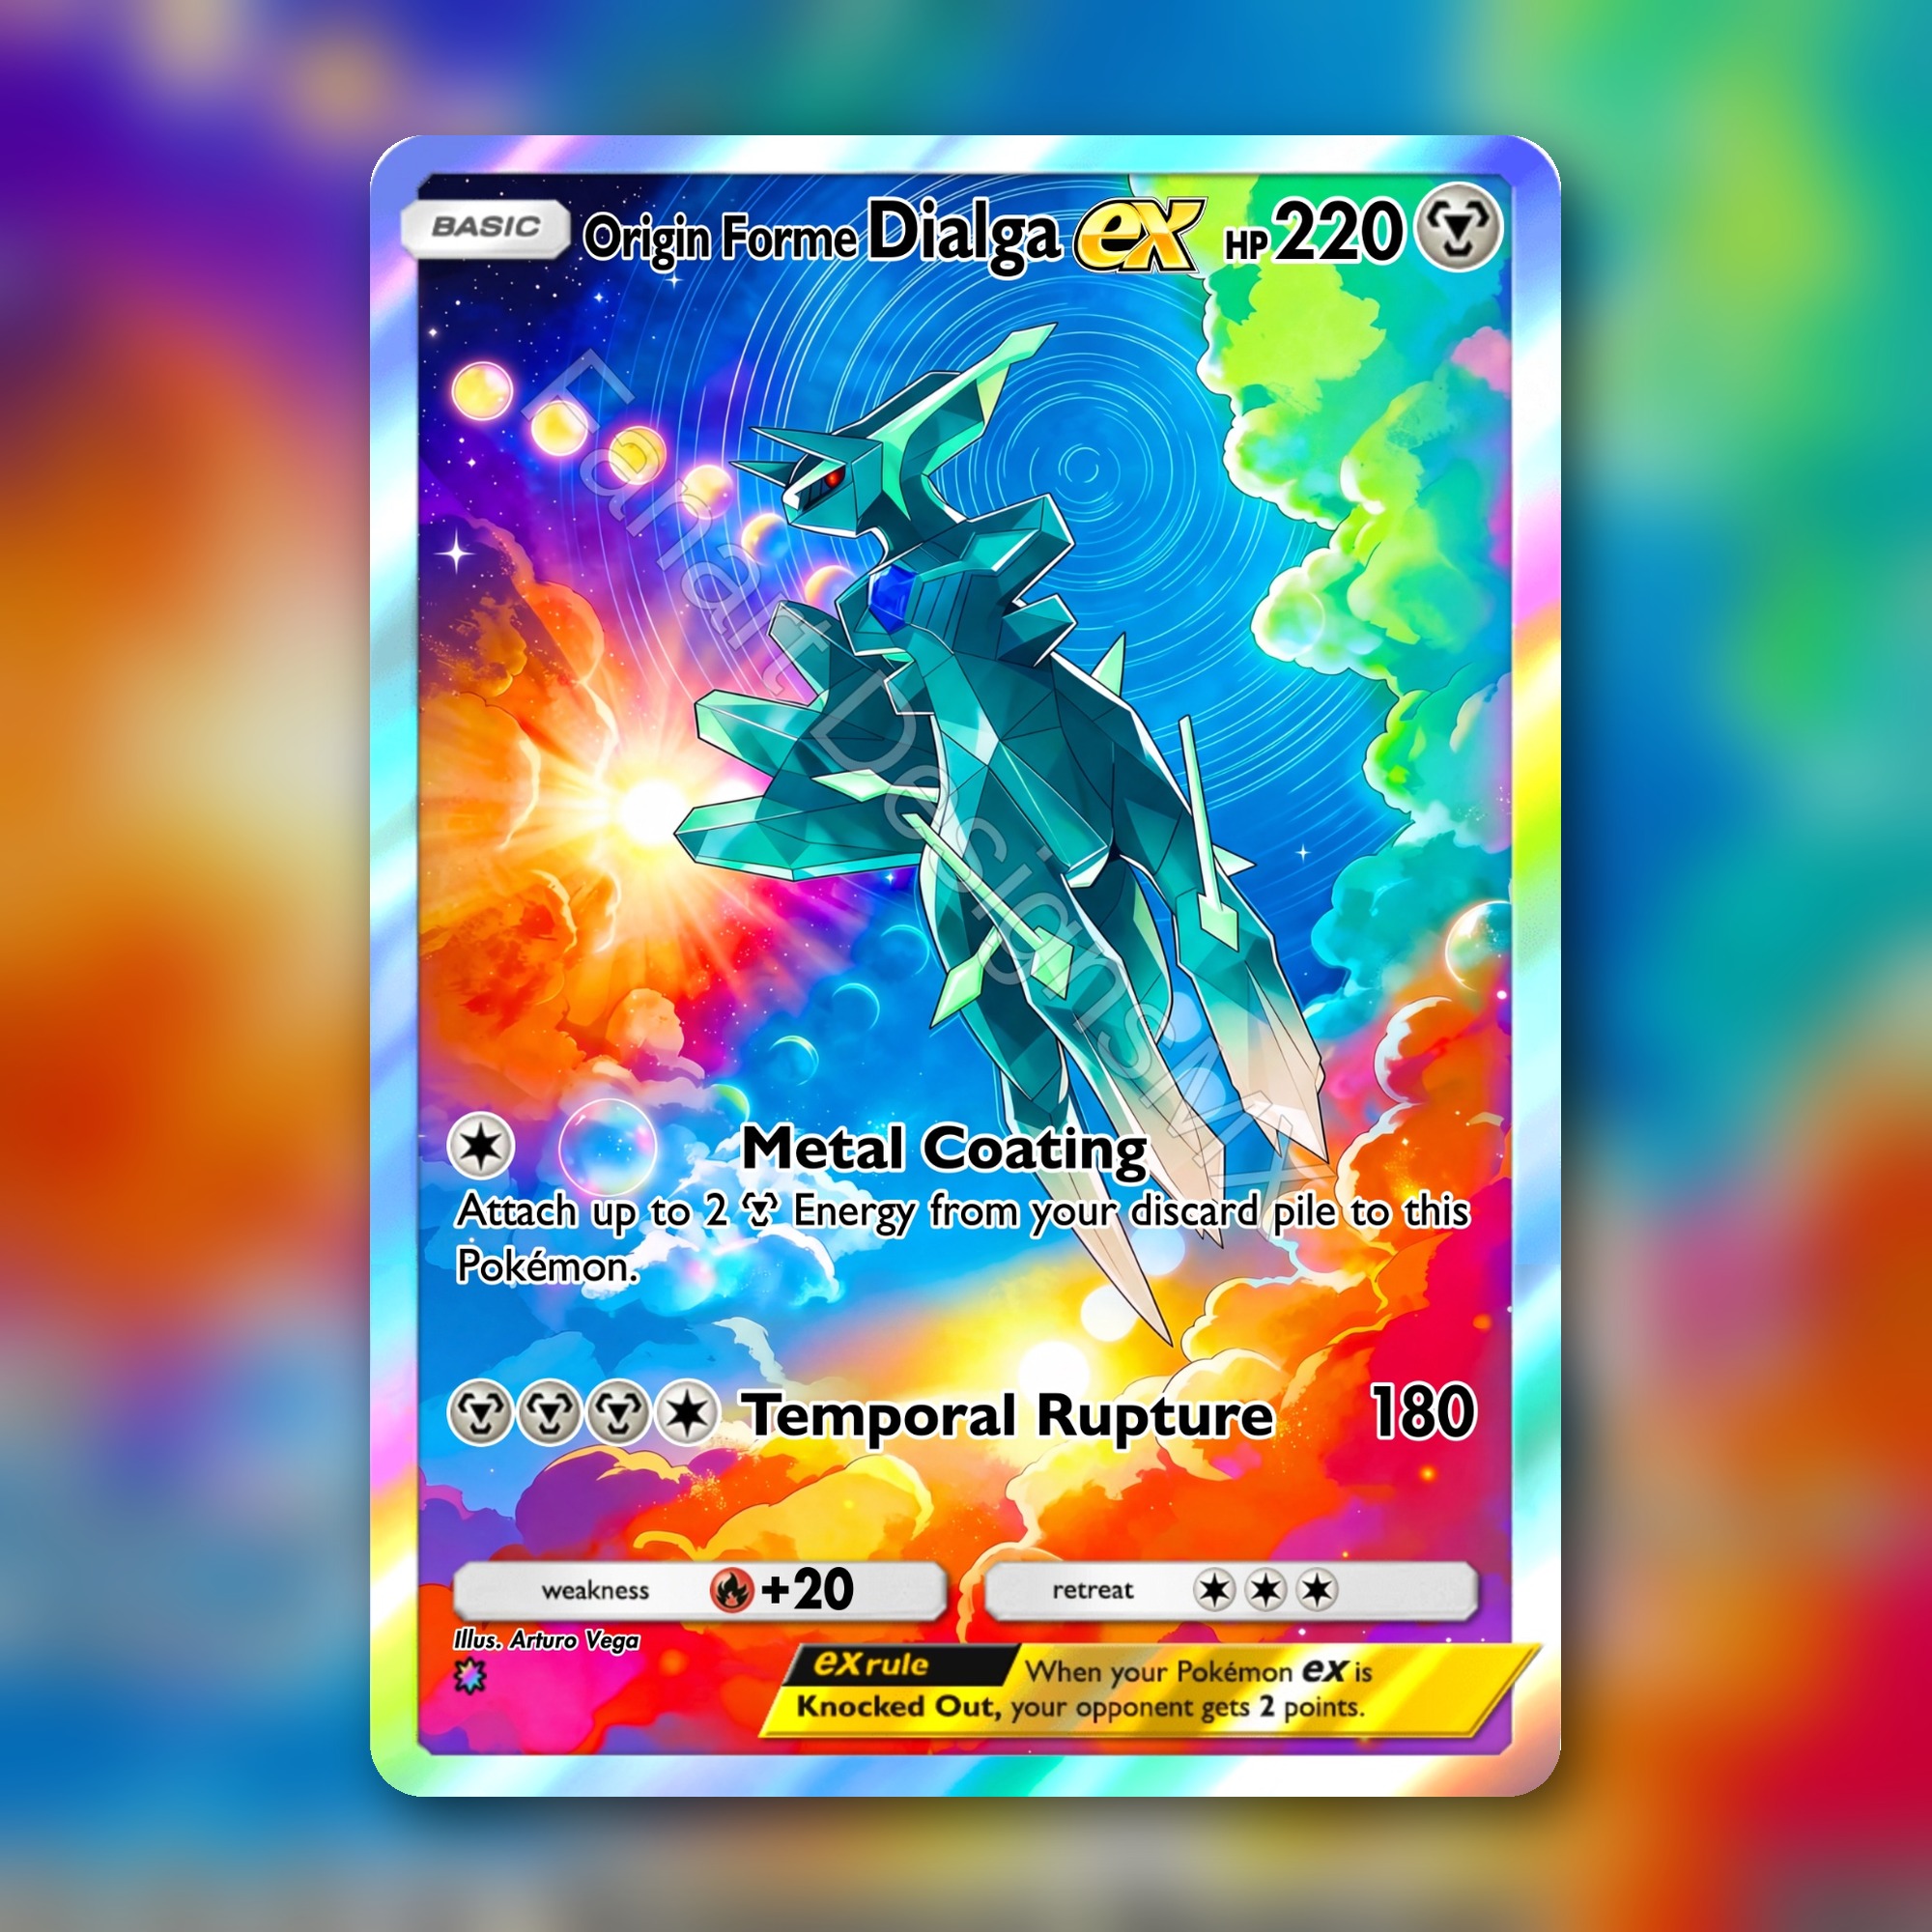 BASIC Origin Forme Dialga ex HP 220
Fanart DesignsMX
Metal Coating
Attach up to 2 Energy from your discard pile to this
Pokémon.
Temporal Rupture 180
weakness +20 retreat
Illus. Arturo Vega
ex rule When your Pokémon ex is
Knocked Out, your opponent gets 2 points.